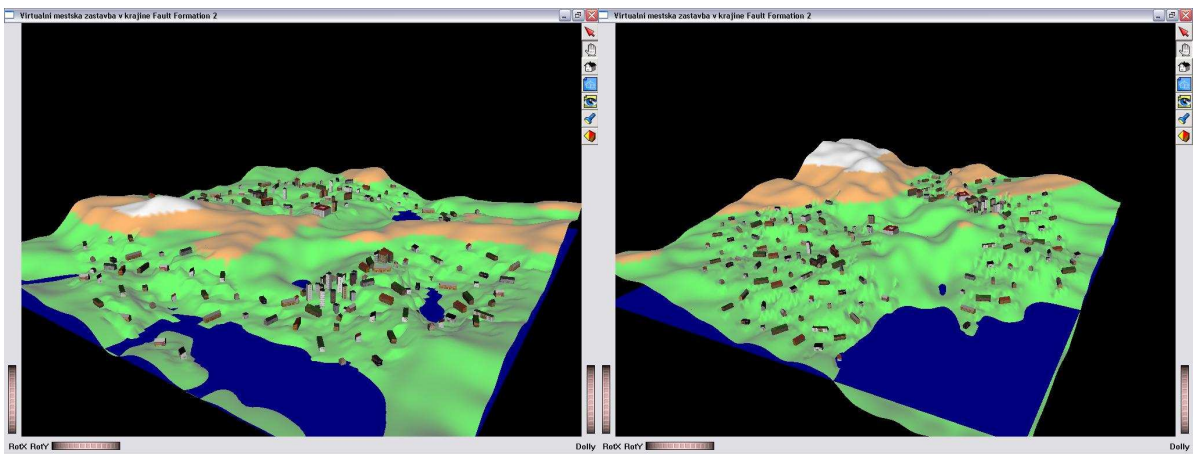 Virtualni mestska zastavba v krajine Fault Formation 2
Virtualni mestska zastavba v krajine Fault Formation 2
RotX RotY Dolly
RotX RotY Dolly